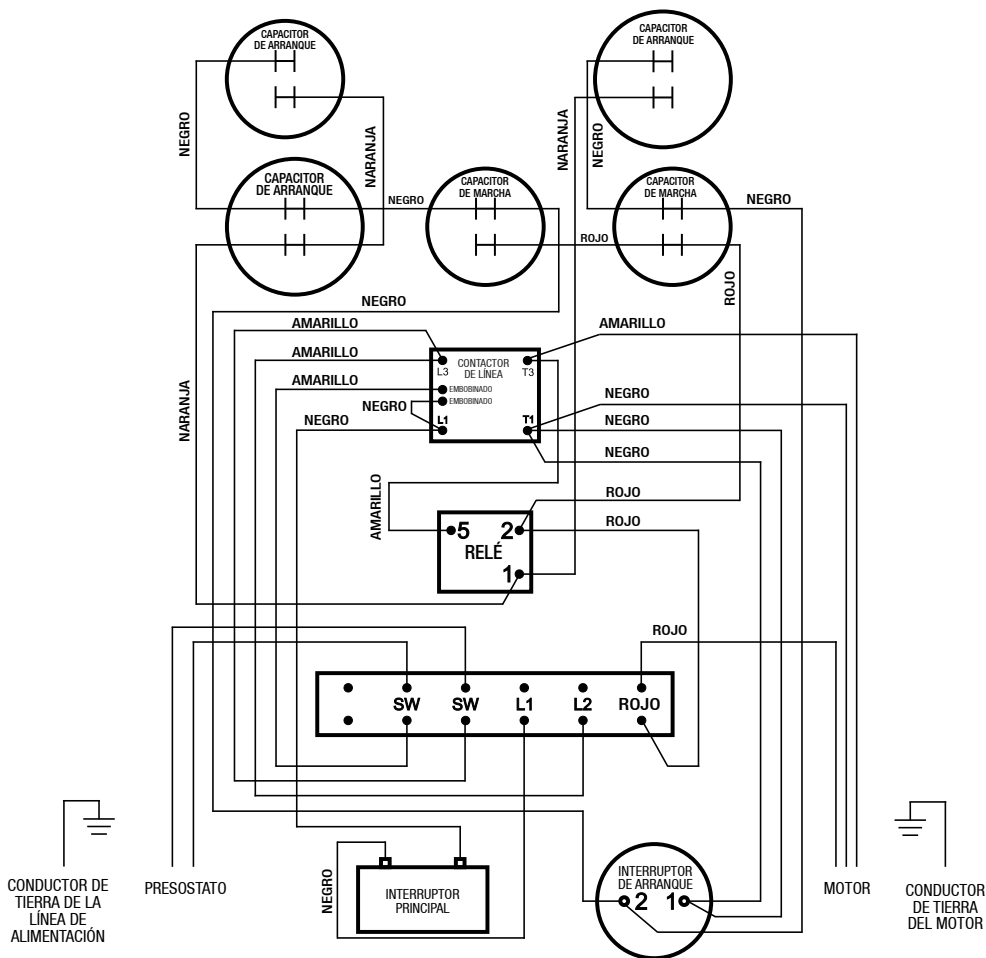 CAPACITOR
DE ARRANQUE
CAPACITOR
DE ARRANQUE
NEGRO
NARANJA
NARANJA
NEGRO
CAPACITOR
DE ARRANQUE
NEGRO
CAPACITOR
DE MARCHA
CAPACITOR
DE MARCHA
NEGRO
ROJO
ROJO
NEGRO
AMARILLO
AMARILLO
AMARILLO
AMARILLO
NEGRO
NEGRO
NARANJA
CONTACTOR
DE LÍNEA
L3
T3
EMBOBINADO
EMBOBINADO
L1
T1
NEGRO
NEGRO
NEGRO
AMARILLO
ROJO
ROJO
5
2
RELÉ
1
ROJO
SW
SW
L1
L2
ROJO
NEGRO
INTERRUPTOR
PRINCIPAL
INTERRUPTOR
DE ARRANQUE
2
1
CONDUCTOR DE
TIERRA DE LA
LÍNEA DE
ALIMENTACIÓN
PRESOSTATO
MOTOR
CONDUCTOR
DE TIERRA
DEL MOTOR